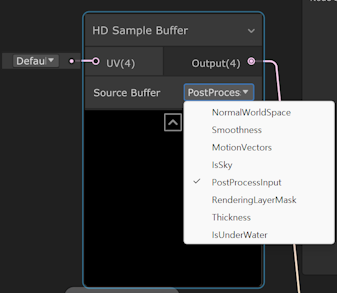 HD Sample Buffer
Defau
UV(4)
Output(4)
Source Buffer
PostProces
NormalWorldSpace
Smoothness
MotionVectors
IsSky
PostProcessInput
RenderingLayerMask
Thickness
IsUnderWater